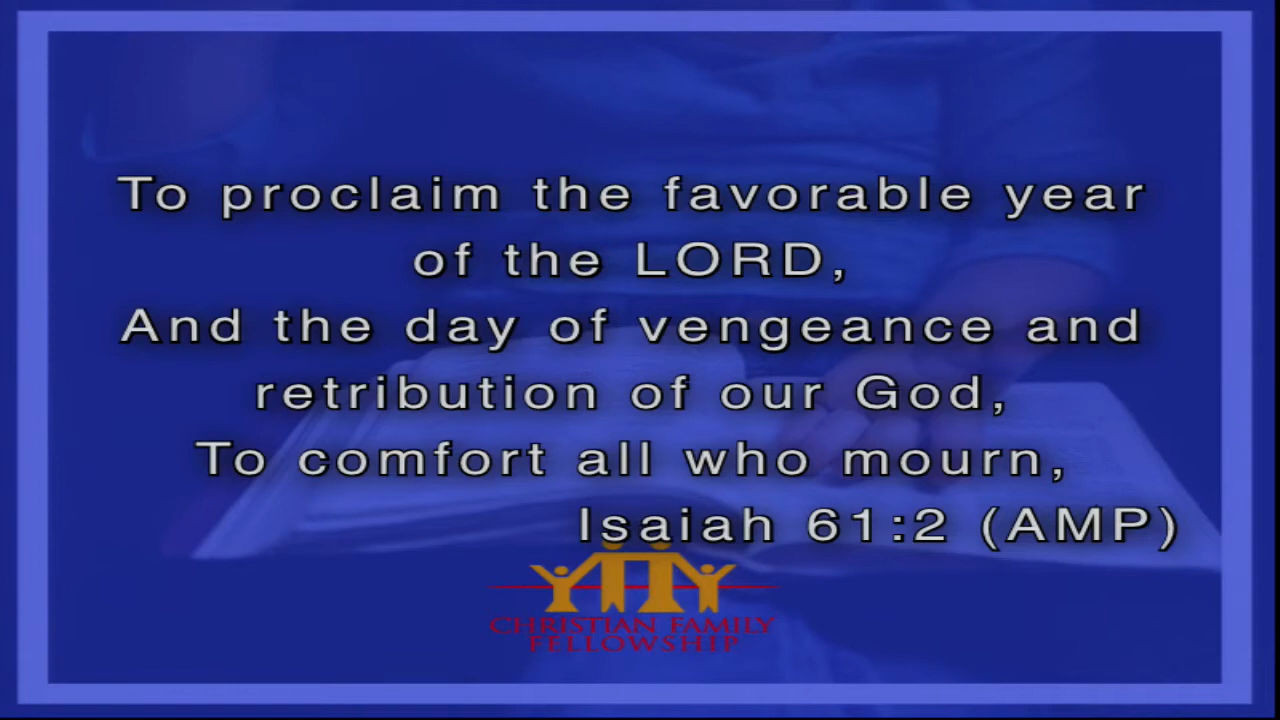 To proclaim the favorable year
of the LORD,
And the day of vengeance and
retribution of our God,
To comfort all who mourn,
Isaiah 61:2 (AMP)
CHRISTIAN FAMILY
FELLOWSHIP